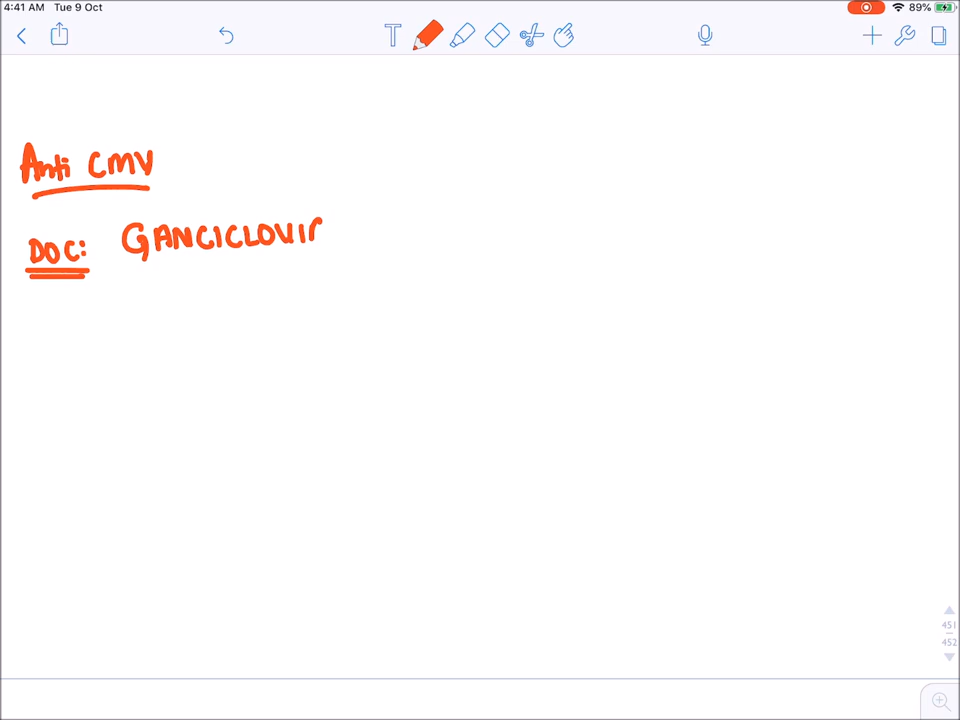 4:41 AM Tue 9 Oct 89%
T
Anti CMV
DOC: GANCICLOVIr
451
452